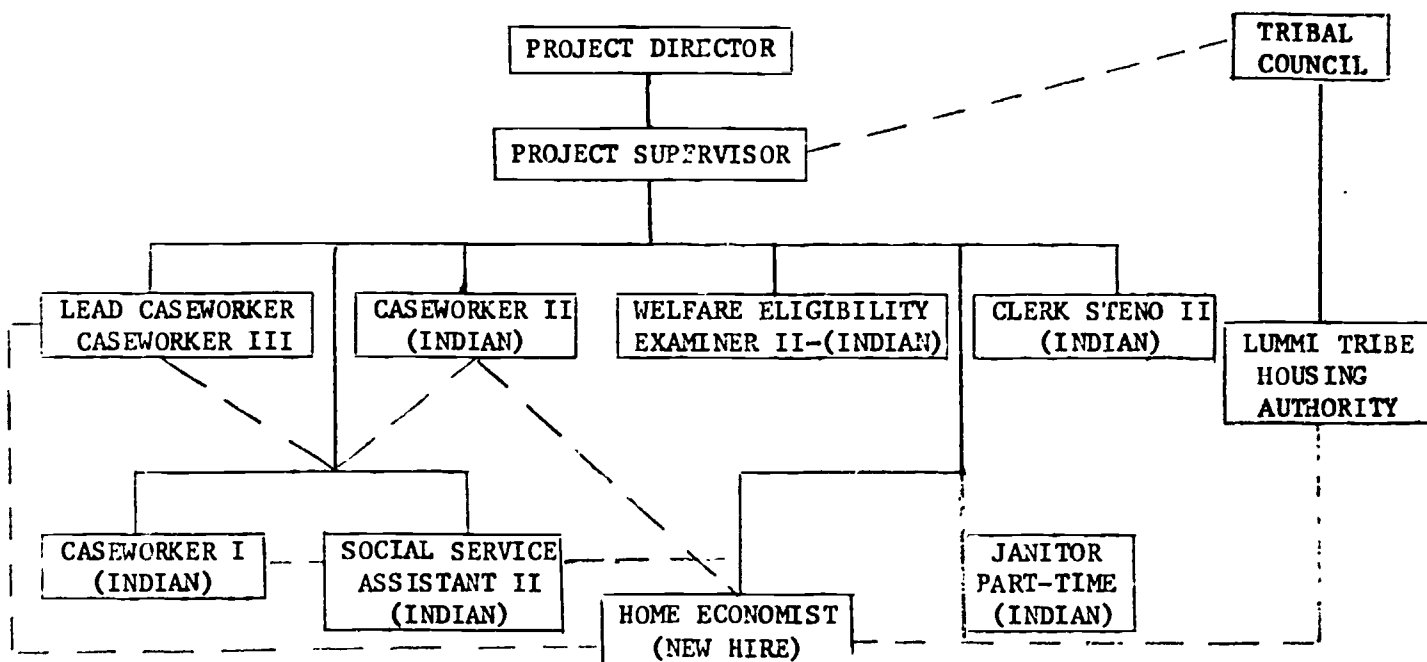 PROJECT DIRECTOR
TRIBAL
COUNCIL
PROJECT SUPERVISOR
LEAD CASEWORKER
CASEWORKER III
CASEWORKER II
(INDIAN)
WELFARE ELIGIBILITY
EXAMINER II-(INDIAN)
CLERK STENO II
(INDIAN)
LUMMI TRIBE
HOUSING
AUTHORITY
CASEWORKER I
(INDIAN)
SOCIAL SERVICE
ASSISTANT II
(INDIAN)
HOME ECONOMIST
(NEW HIRE)
JANITOR
PART-TIME
(INDIAN)